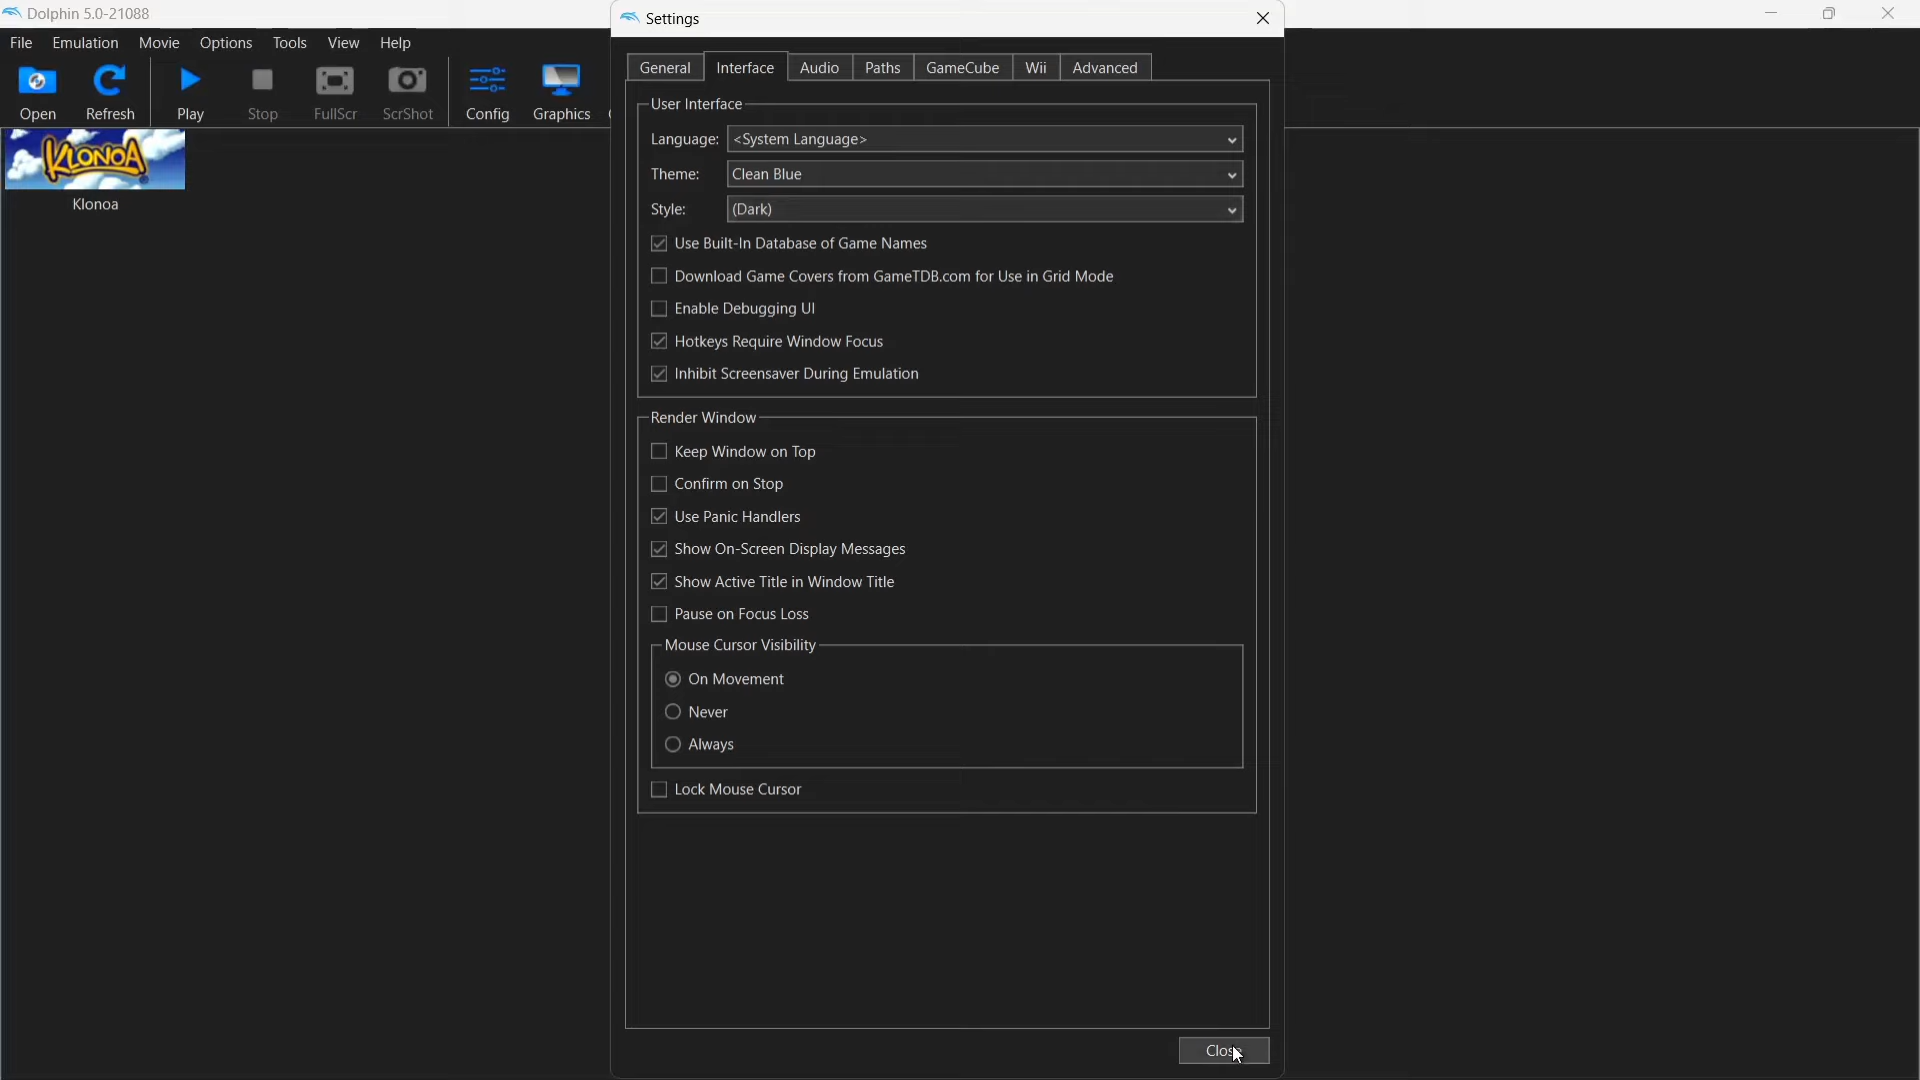 Dolphin 5.0-21088
Settings
File Emulation Movie Options Tools View Help
Open Refresh Play Stop FullScr ScrShot Config Graphics
KLONOA
Klonoa
General Interface Audio Paths GameCube Wii Advanced
User Interface
Language: <System Language>
Theme: Clean Blue
Style: (Dark)
Use Built-In Database of Game Names
Download Game Covers from GameTDB.com for Use in Grid Mode
Enable Debugging UI
Hotkeys Require Window Focus
Inhibit Screensaver During Emulation
Render Window
Keep Window on Top
Confirm on Stop
Use Panic Handlers
Show On-Screen Display Messages
Show Active Title in Window Title
Pause on Focus Loss
Mouse Cursor Visibility
On Movement
Never
Always
Lock Mouse Cursor
Close